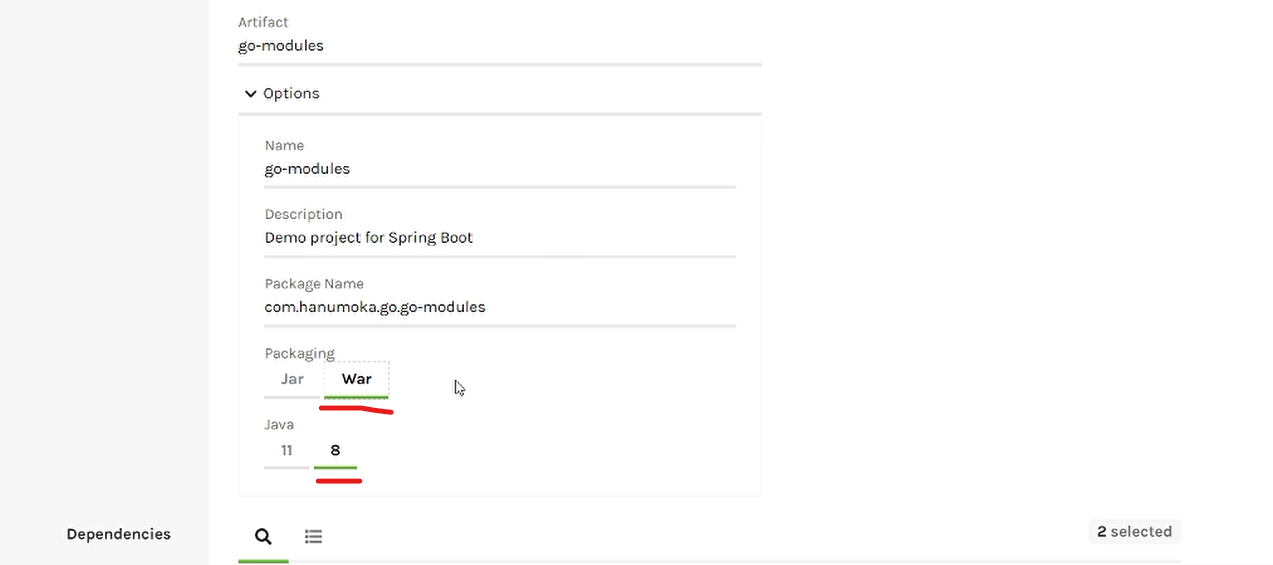 Artifact
go-modules
Options
Name
go-modules
Description
Demo project for Spring Boot
Package Name
com.hanumoka.go.go-modules
Packaging
Jar War
Java
11 8
Dependencies 2 selected